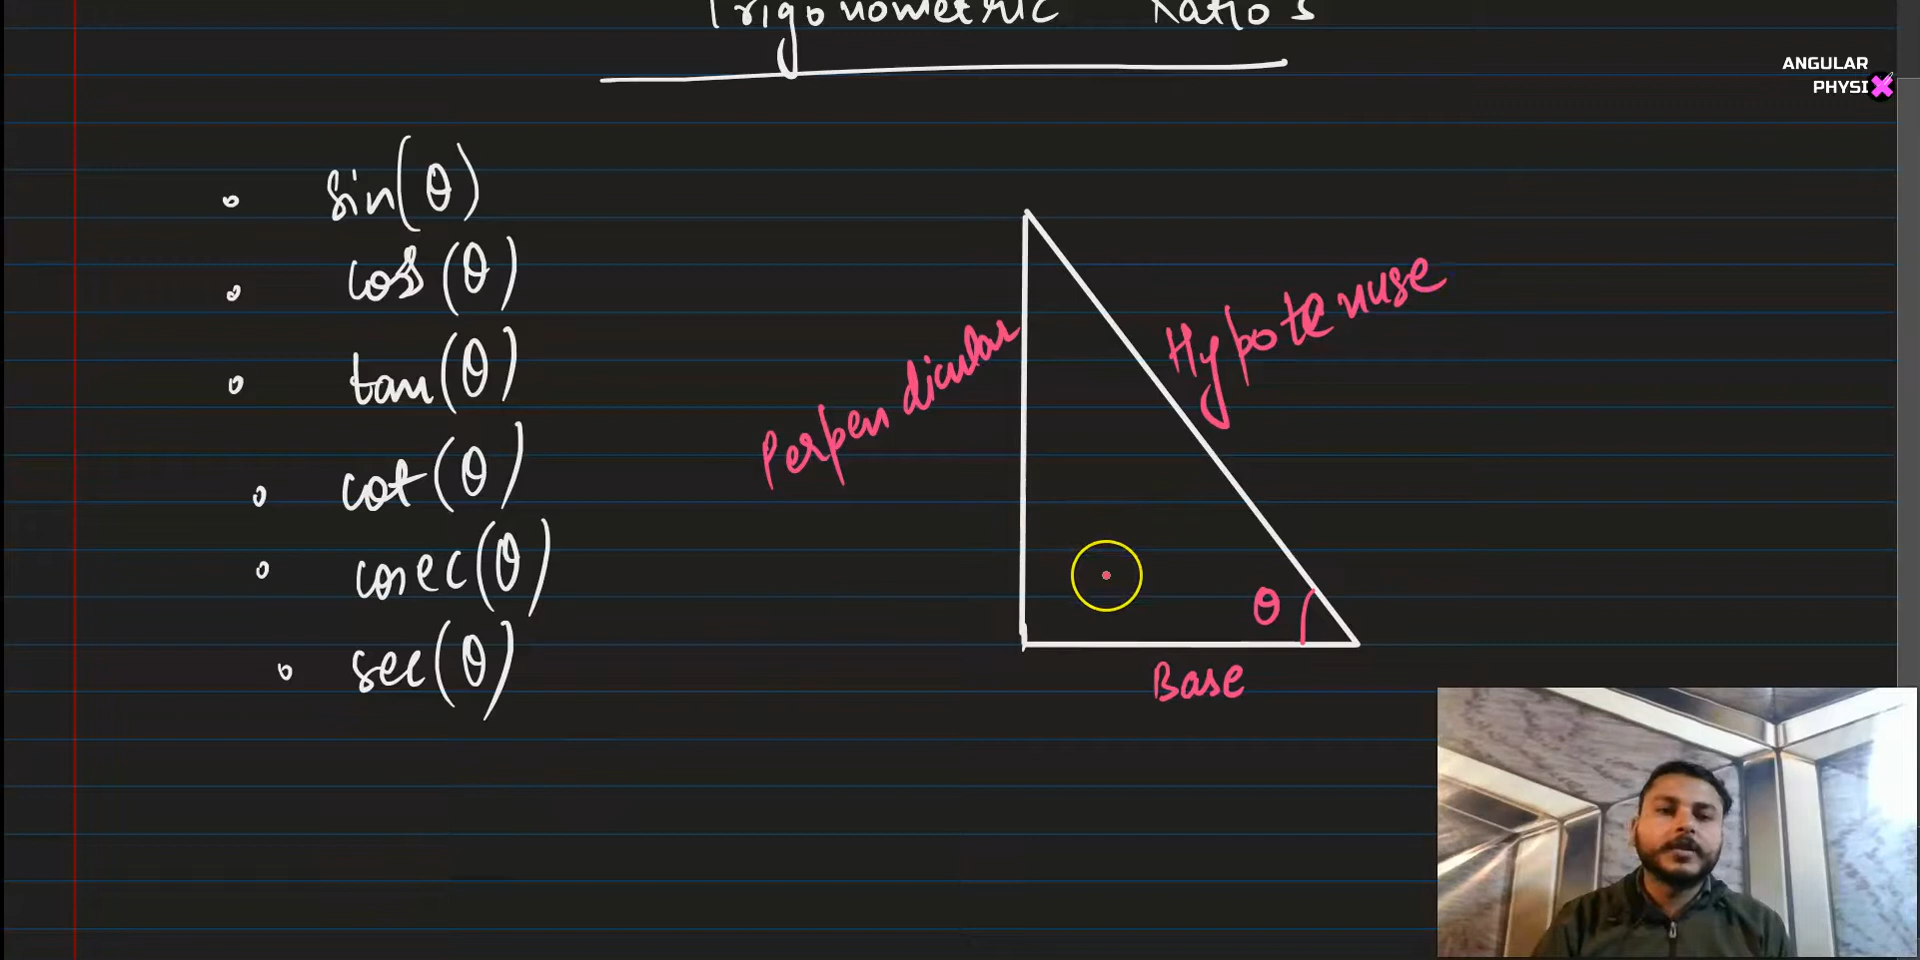 Trigonometric Ratio's
ANGULAR
PHYSI
sin(θ)
cos(θ)
tan(θ)
cot(θ)
cosec(θ)
sec(θ)
Perpendicular
Hypotenuse
θ
Base